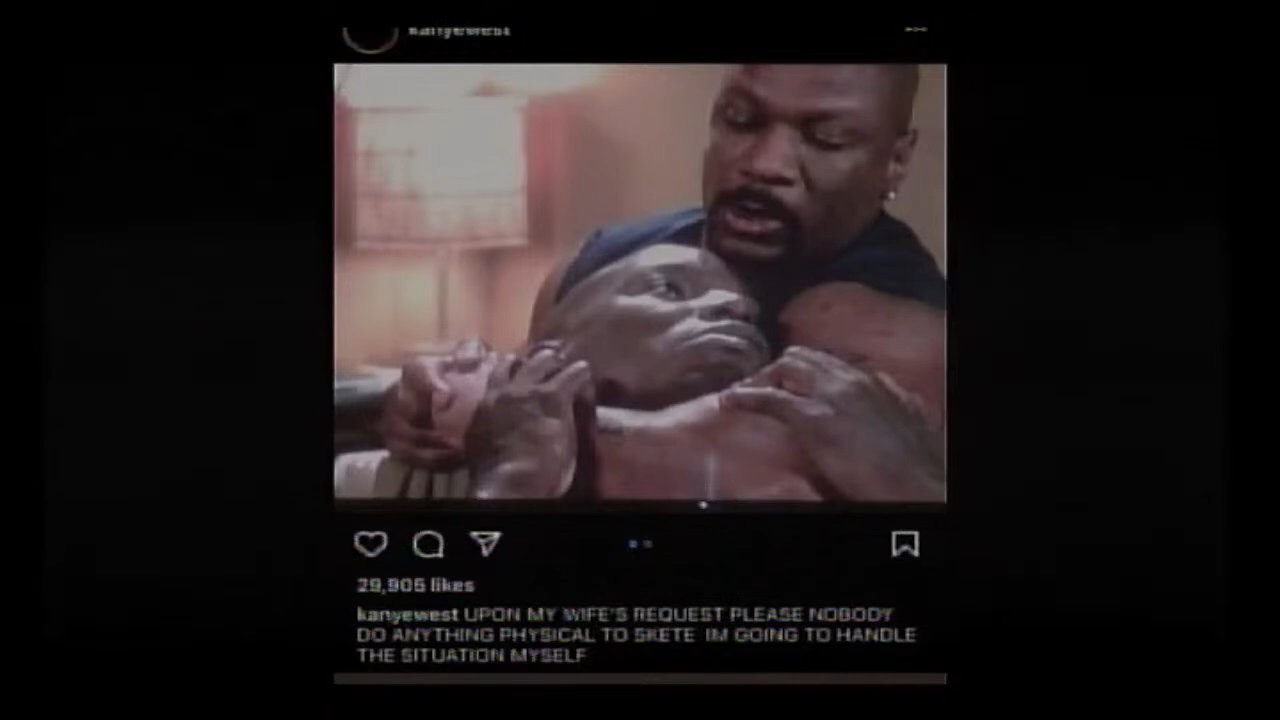 kanyewest
29,905 likes
kanyewest UPON MY WIFE'S REQUEST PLEASE NOBODY
DO ANYTHING PHYSICAL TO SKETE IM GOING TO HANDLE
THE SITUATION MYSELF